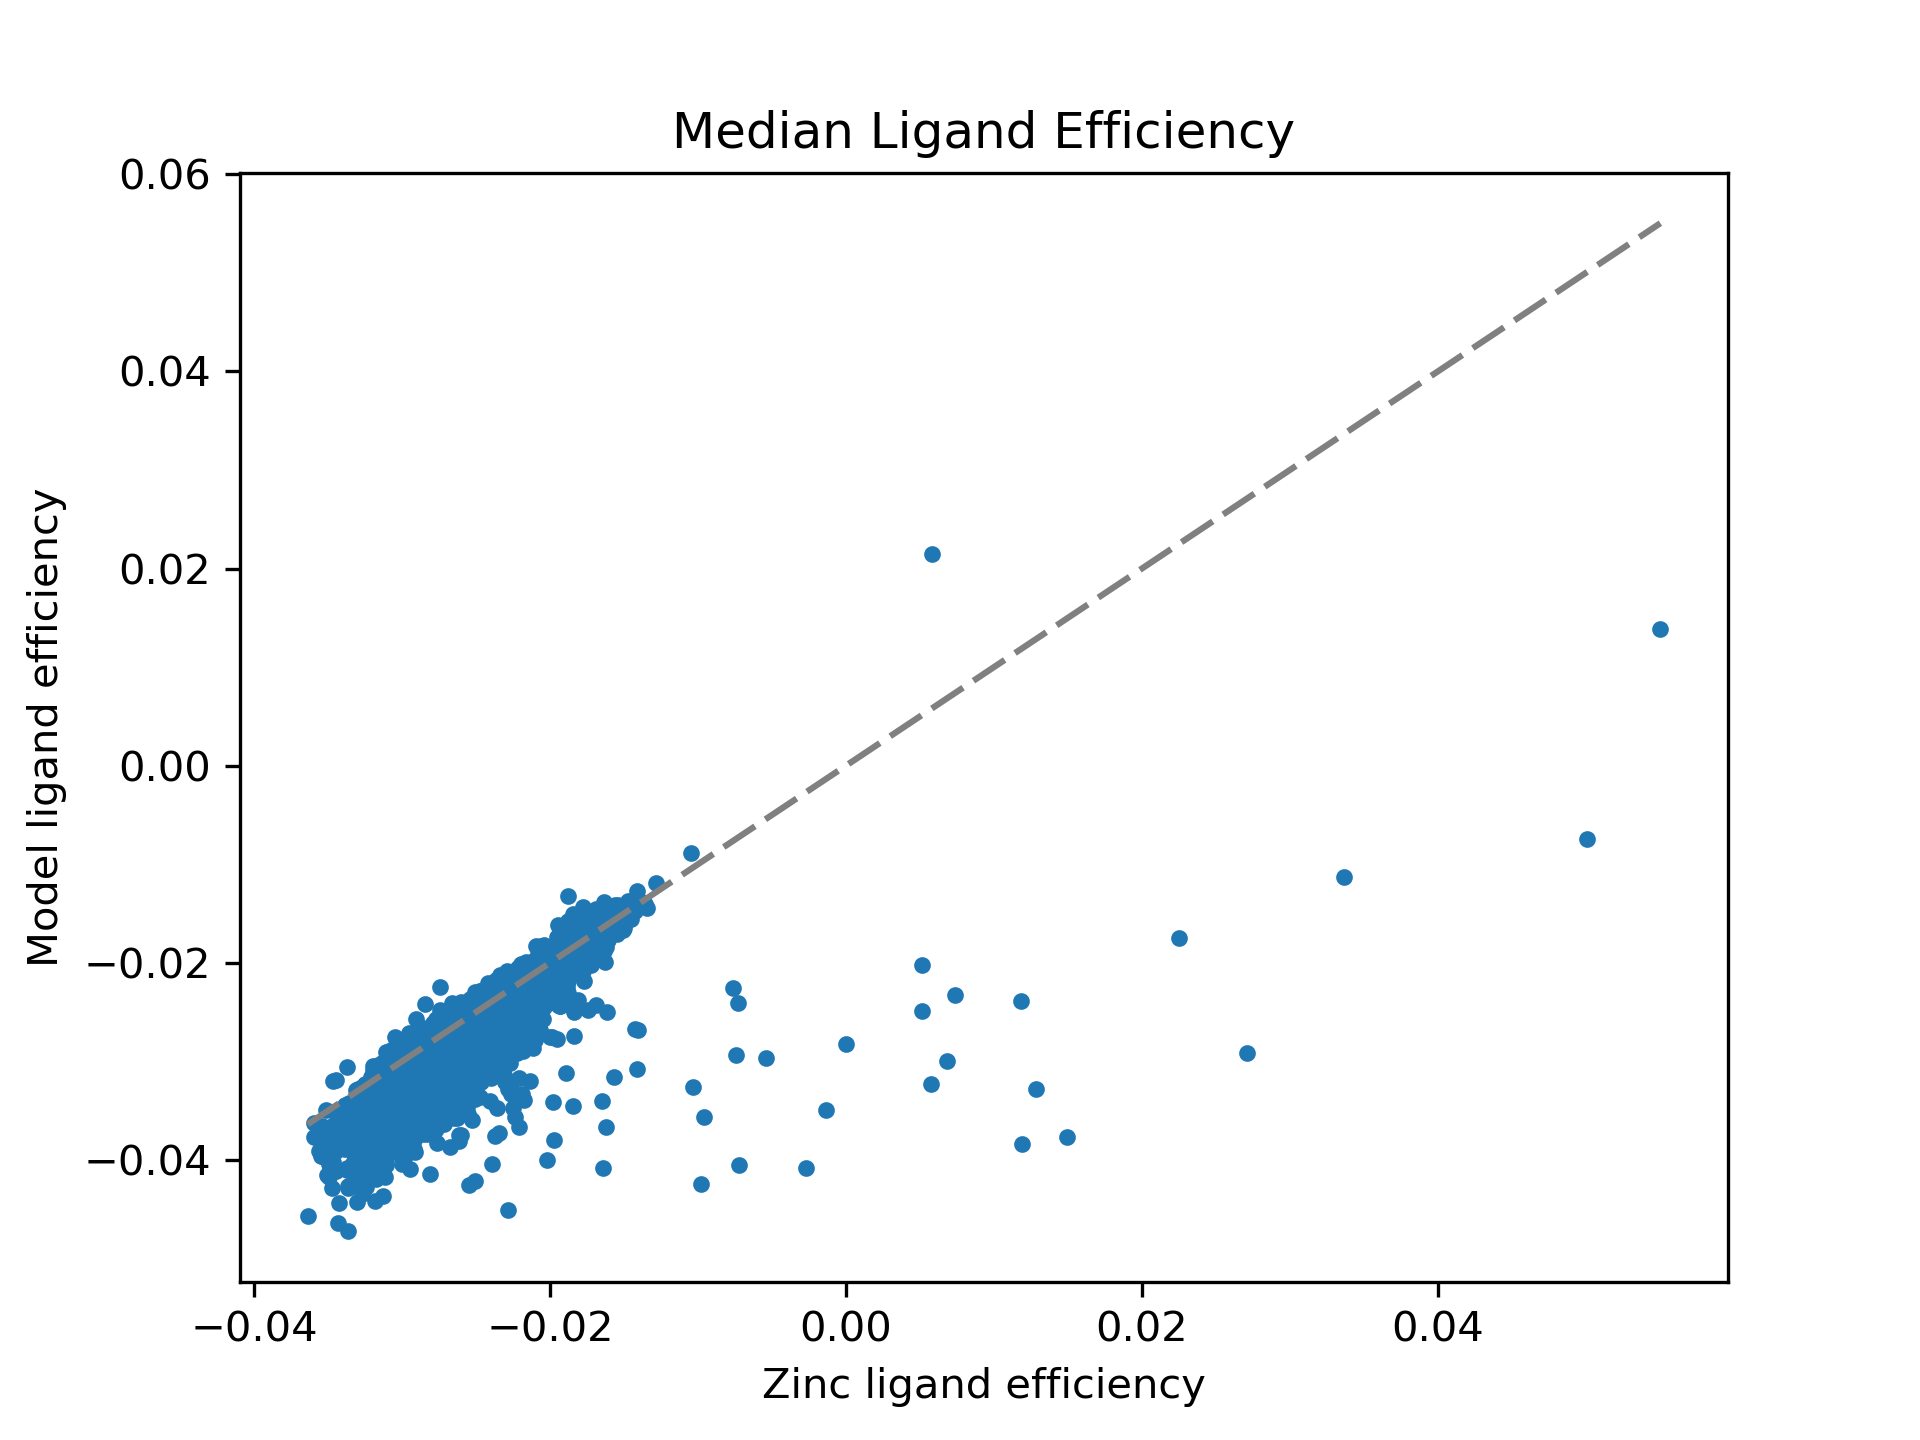 Median Ligand Efficiency
0.06
0.04
0.02
0.00
−0.02
−0.04
Model ligand efficiency
−0.04 −0.02 0.00 0.02 0.04
Zinc ligand efficiency